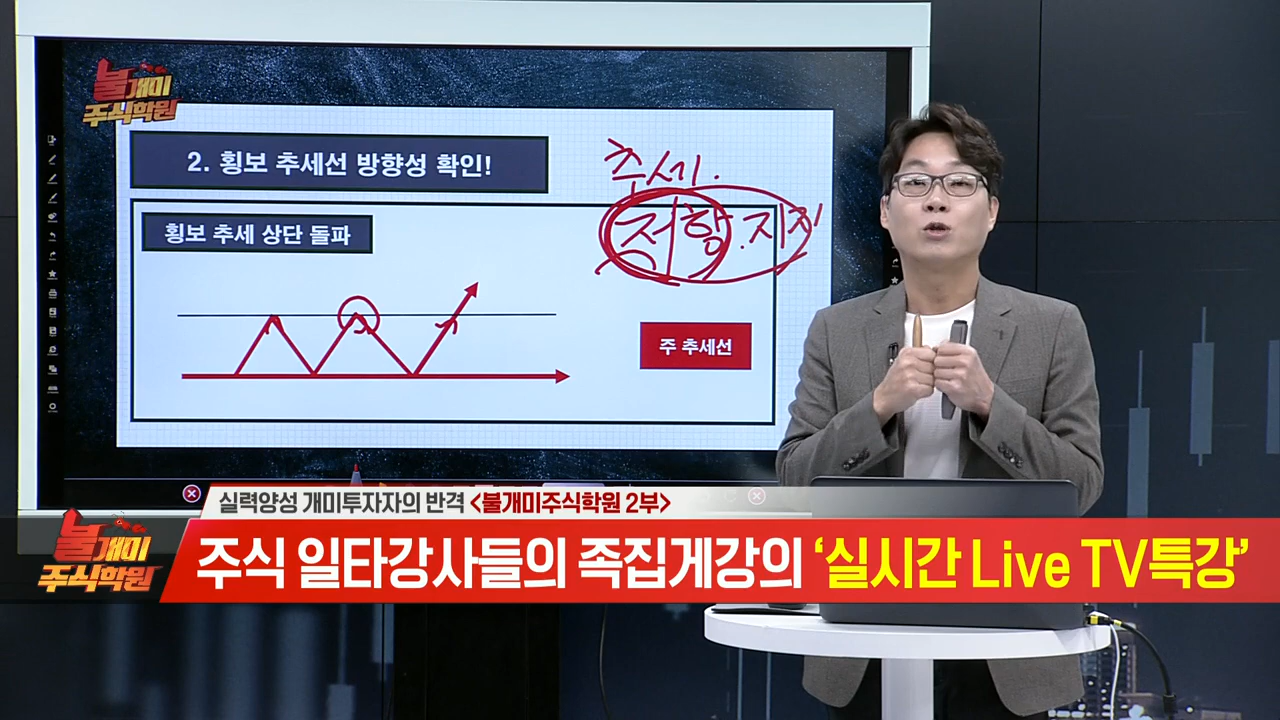 불개미
주식학원
2. 횡보 추세선 방향성 확인!
추세.
저항.지지
횡보 추세 상단 돌파
주 추세선
실력양성 개미투자자의 반격 <불개미주식학원 2부>
불개미
주식학원
주식 일타강사들의 족집게강의 ‘실시간 Live TV특강’